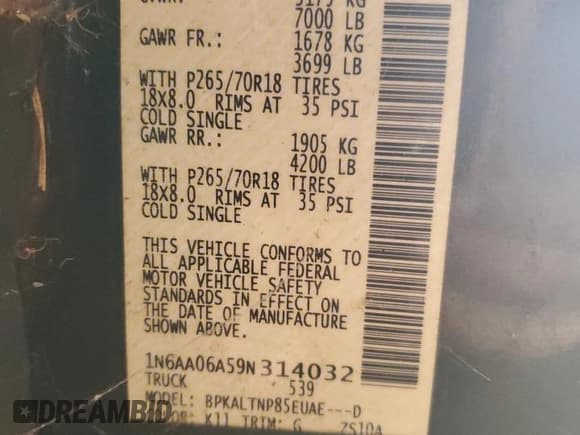 7000 LB
GAWR FR.: 1678 KG
3699 LB
WITH P265/70R18 TIRES
18X8.0 RIMS AT 35 PSI
COLD SINGLE
GAWR RR.: 1905 KG
4200 LB
WITH P265/70R18 TIRES
18X8.0 RIMS AT 35 PSI
COLD SINGLE
THIS VEHICLE CONFORMS TO
ALL APPLICABLE FEDERAL
MOTOR VEHICLE SAFETY
STANDARDS IN EFFECT ON
THE DATE OF MANUFACTURE
SHOWN ABOVE.
1N6AA06A59N314032
TRUCK 539
MODEL: BPKALTNP85EUAE---D
K11 TRIM: G ZS10A
DREAMBID